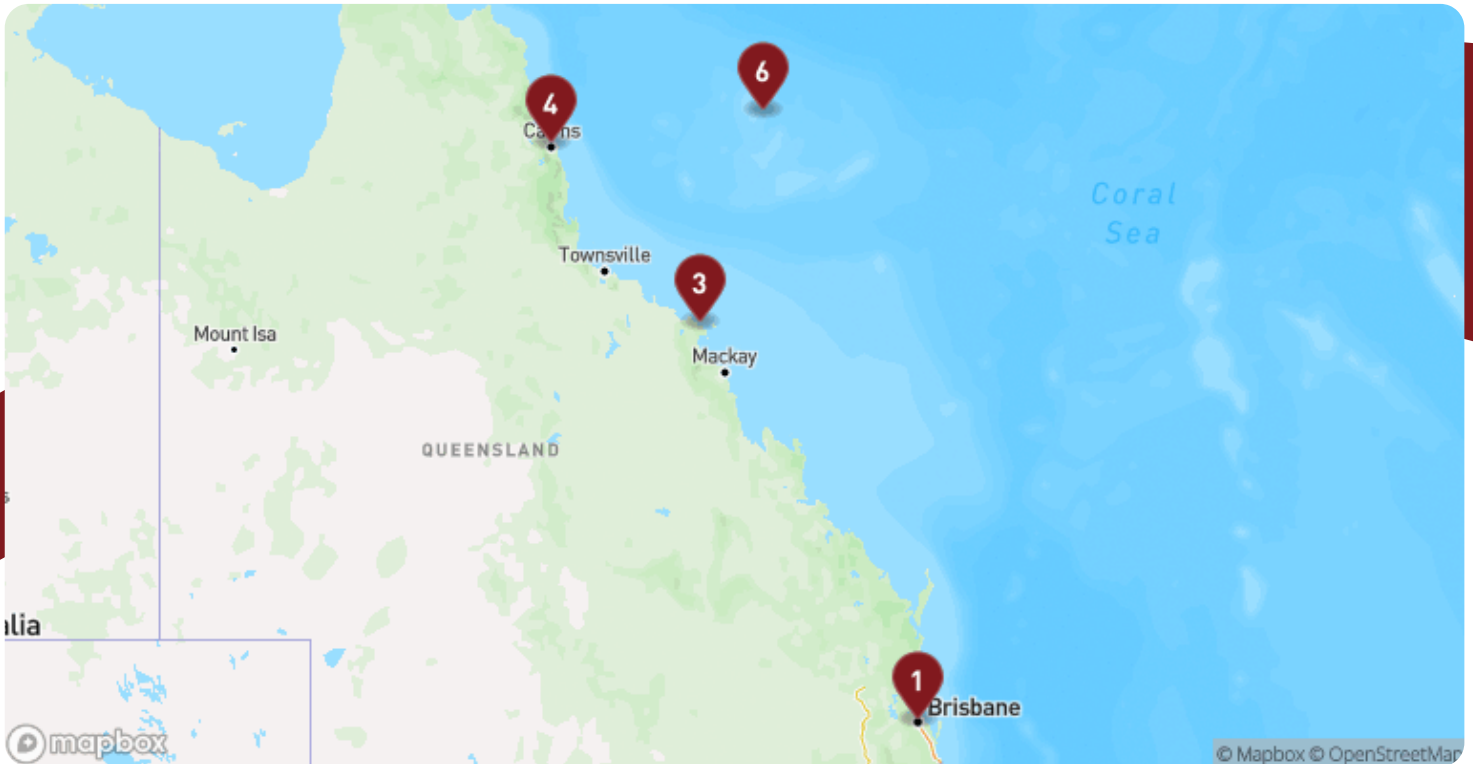 6
4
Cairns
Coral
Sea
Townsville
3
Mount Isa
Mackay
QUEENSLAND
s
alia
1
Brisbane
mapbox
© Mapbox © OpenStreetMap